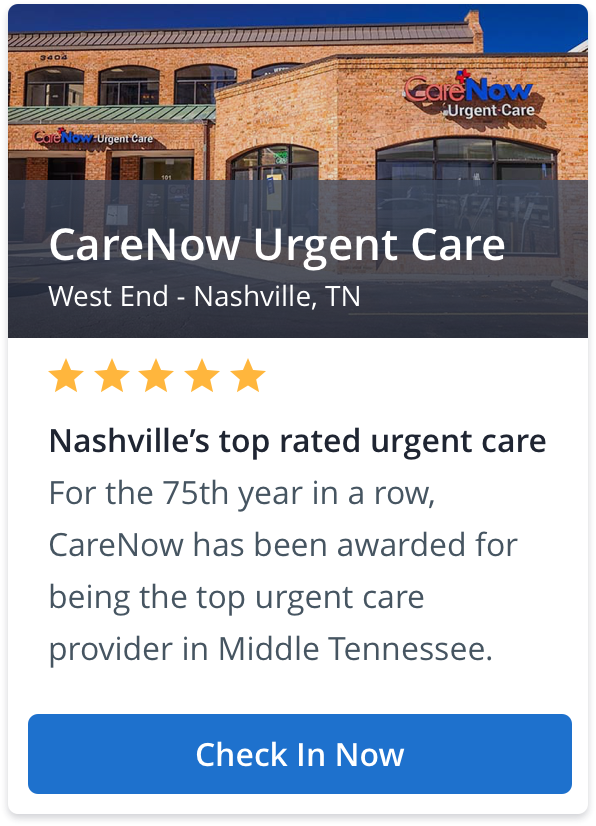 3404
CareNow
Urgent Care
CareNow Urgent Care
101
CareNow Urgent Care
West End - Nashville, TN
Nashville’s top rated urgent care
For the 75th year in a row,
CareNow has been awarded for
being the top urgent care
provider in Middle Tennessee.
Check In Now